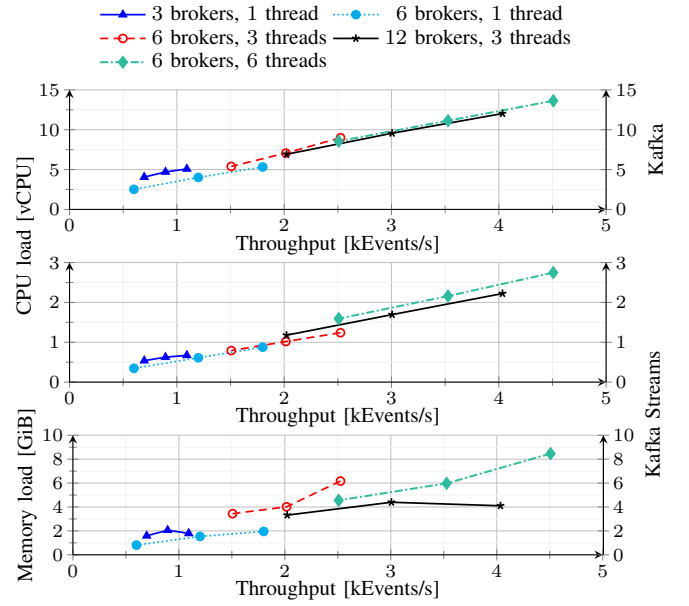 3 brokers, 1 thread
6 brokers, 1 thread
6 brokers, 3 threads
12 brokers, 3 threads
6 brokers, 6 threads
15
10
5
0
15
10
5
0
0 1 2 3 4 5
Throughput [kEvents/s]
Kafka
CPU load [vCPU]
3
2
1
0
3
2
1
0
0 1 2 3 4 5
Throughput [kEvents/s]
Kafka Streams
Memory load [GiB]
10
8
6
4
2
0
10
8
6
4
2
0
0 1 2 3 4 5
Throughput [kEvents/s]